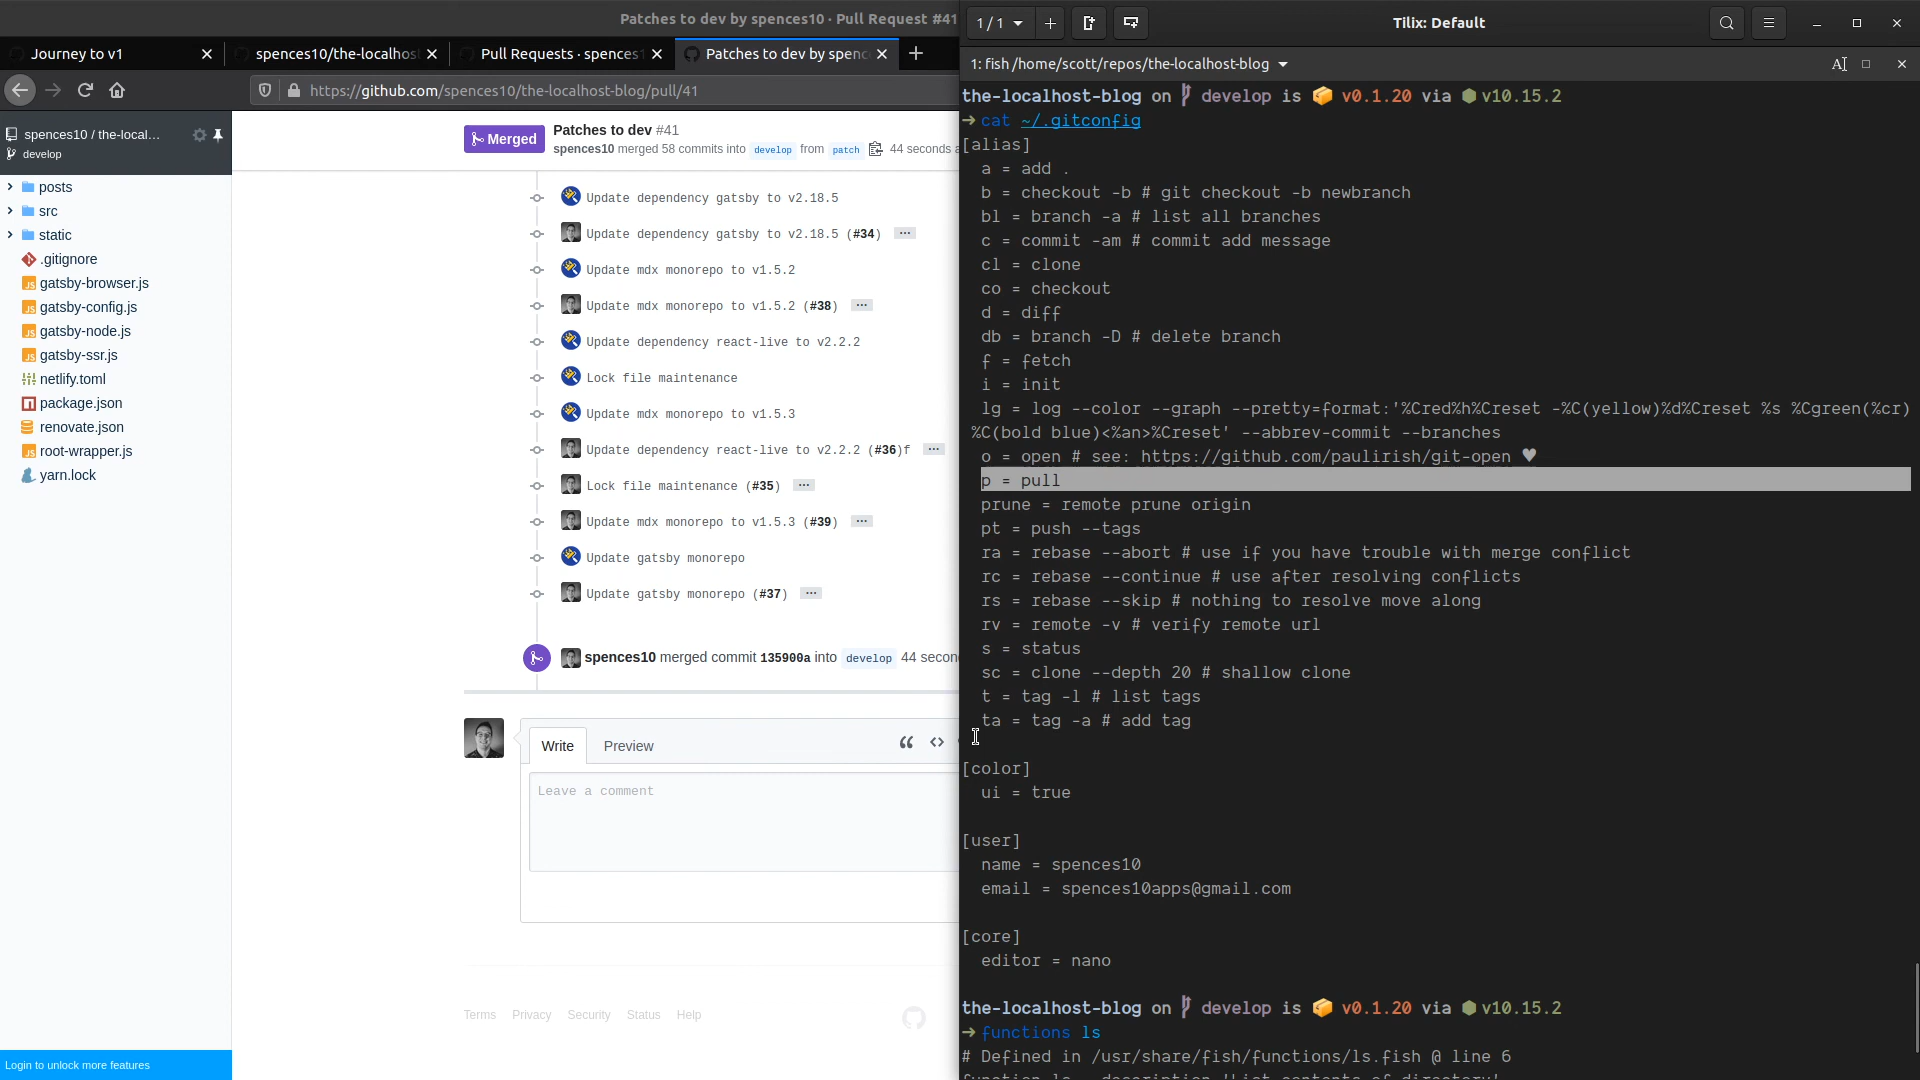 Patches to dev by spences10 · Pull Request #41
Journey to v1
spences10/the-localhos
Pull Requests · spences1
Patches to dev by spenc
https://github.com/spences10/the-localhost-blog/pull/41
spences10 / the-local...
develop
posts
src
static
.gitignore
gatsby-browser.js
gatsby-config.js
gatsby-node.js
gatsby-ssr.js
netlify.toml
package.json
renovate.json
root-wrapper.js
yarn.lock
Login to unlock more features
Merged
Patches to dev #41
spences10 merged 58 commits into develop from patch 44 seconds a
Update dependency gatsby to v2.18.5
Update dependency gatsby to v2.18.5 (#34) ...
Update mdx monorepo to v1.5.2
Update mdx monorepo to v1.5.2 (#38) ...
Update dependency react-live to v2.2.2
Lock file maintenance
Update mdx monorepo to v1.5.3
Update dependency react-live to v2.2.2 (#36)f ...
Lock file maintenance (#35) ...
Update mdx monorepo to v1.5.3 (#39) ...
Update gatsby monorepo
Update gatsby monorepo (#37) ...
spences10 merged commit 135900a into develop 44 secon
Write Preview
Leave a comment
Terms Privacy Security Status Help
1 / 1
Tilix: Default
1: fish /home/scott/repos/the-localhost-blog
the-localhost-blog on develop is 📦 v0.1.20 via ⬢ v10.15.2
➜ cat ~/.gitconfig
[alias]
a = add .
b = checkout -b # git checkout -b newbranch
bl = branch -a # list all branches
c = commit -am # commit add message
cl = clone
co = checkout
d = diff
db = branch -D # delete branch
f = fetch
i = init
lg = log --color --graph --pretty=format:'%Cred%h%Creset -%C(yellow)%d%Creset %s %Cgreen(%cr)
%C(bold blue)<%an>%Creset' --abbrev-commit --branches
o = open # see: https://github.com/paulirish/git-open ♥
p = pull
prune = remote prune origin
pt = push --tags
ra = rebase --abort # use if you have trouble with merge conflict
rc = rebase --continue # use after resolving conflicts
rs = rebase --skip # nothing to resolve move along
rv = remote -v # verify remote url
s = status
sc = clone --depth 20 # shallow clone
t = tag -l # list tags
ta = tag -a # add tag
[color]
ui = true
[user]
name = spences10
email = spences10apps@gmail.com
[core]
editor = nano
the-localhost-blog on develop is 📦 v0.1.20 via ⬢ v10.15.2
➜ functions ls
# Defined in /usr/share/fish/functions/ls.fish @ line 6
function ls --description 'List contents of directory'